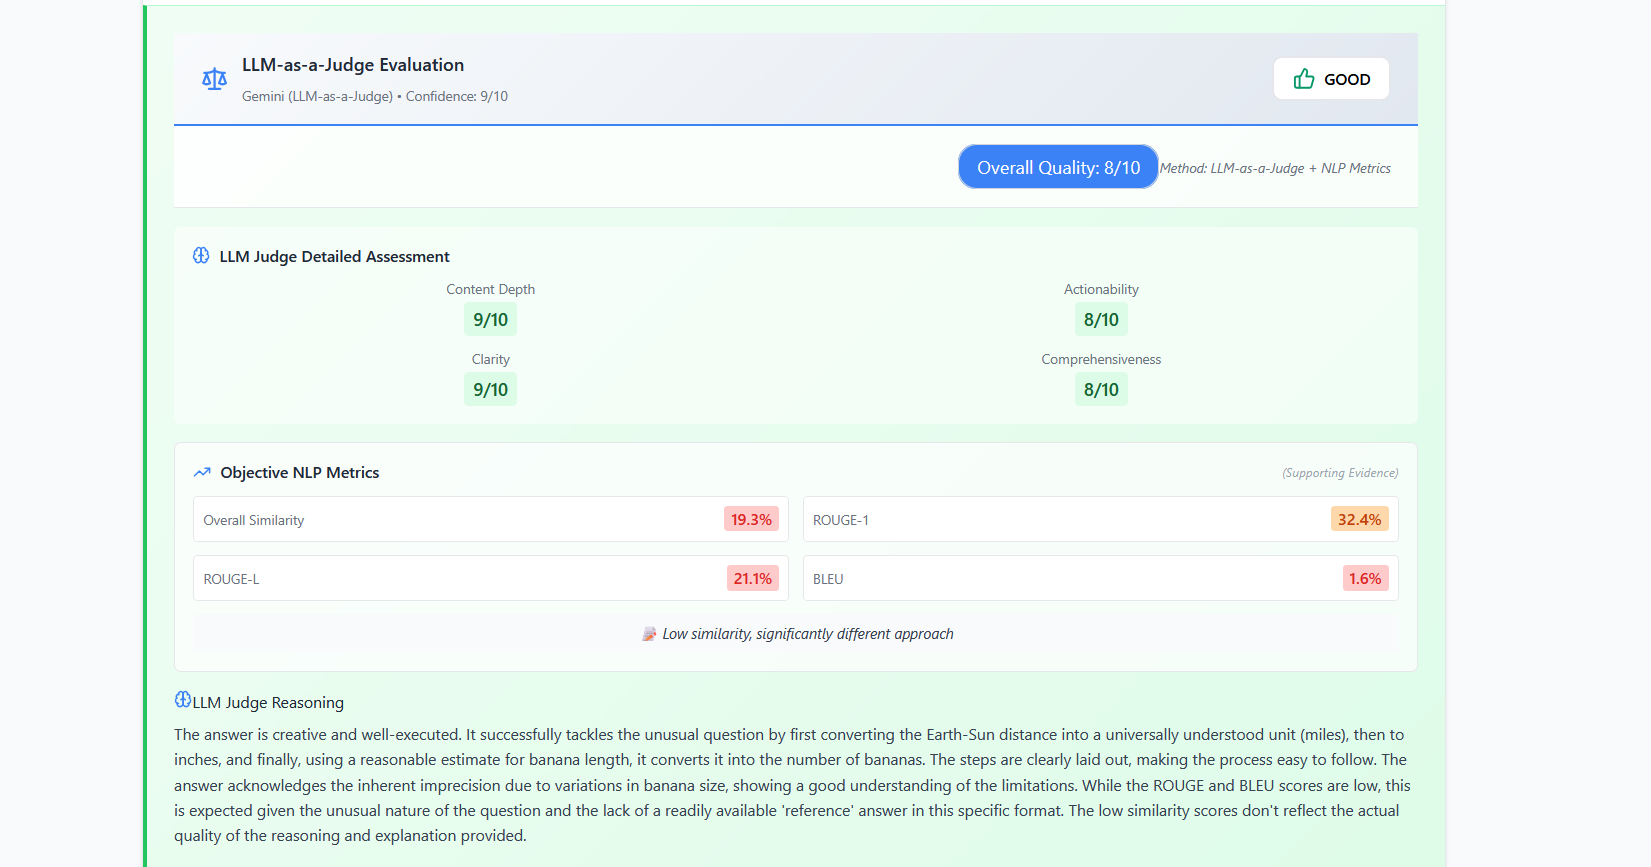 LLM-as-a-Judge Evaluation
Gemini (LLM-as-a-Judge) • Confidence: 9/10
GOOD
Overall Quality: 8/10
Method: LLM-as-a-Judge + NLP Metrics
LLM Judge Detailed Assessment
Content Depth
9/10
Actionability
8/10
Clarity
9/10
Comprehensiveness
8/10
Objective NLP Metrics
(Supporting Evidence)
Overall Similarity
19.3%
ROUGE-1
32.4%
ROUGE-L
21.1%
BLEU
1.6%
Low similarity, significantly different approach
LLM Judge Reasoning
The answer is creative and well-executed. It successfully tackles the unusual question by first converting the Earth-Sun distance into a universally understood unit (miles), then to
inches, and finally, using a reasonable estimate for banana length, it converts it into the number of bananas. The steps are clearly laid out, making the process easy to follow. The
answer acknowledges the inherent imprecision due to variations in banana size, showing a good understanding of the limitations. While the ROUGE and BLEU scores are low, this
is expected given the unusual nature of the question and the lack of a readily available 'reference' answer in this specific format. The low similarity scores don't reflect the actual
quality of the reasoning and explanation provided.